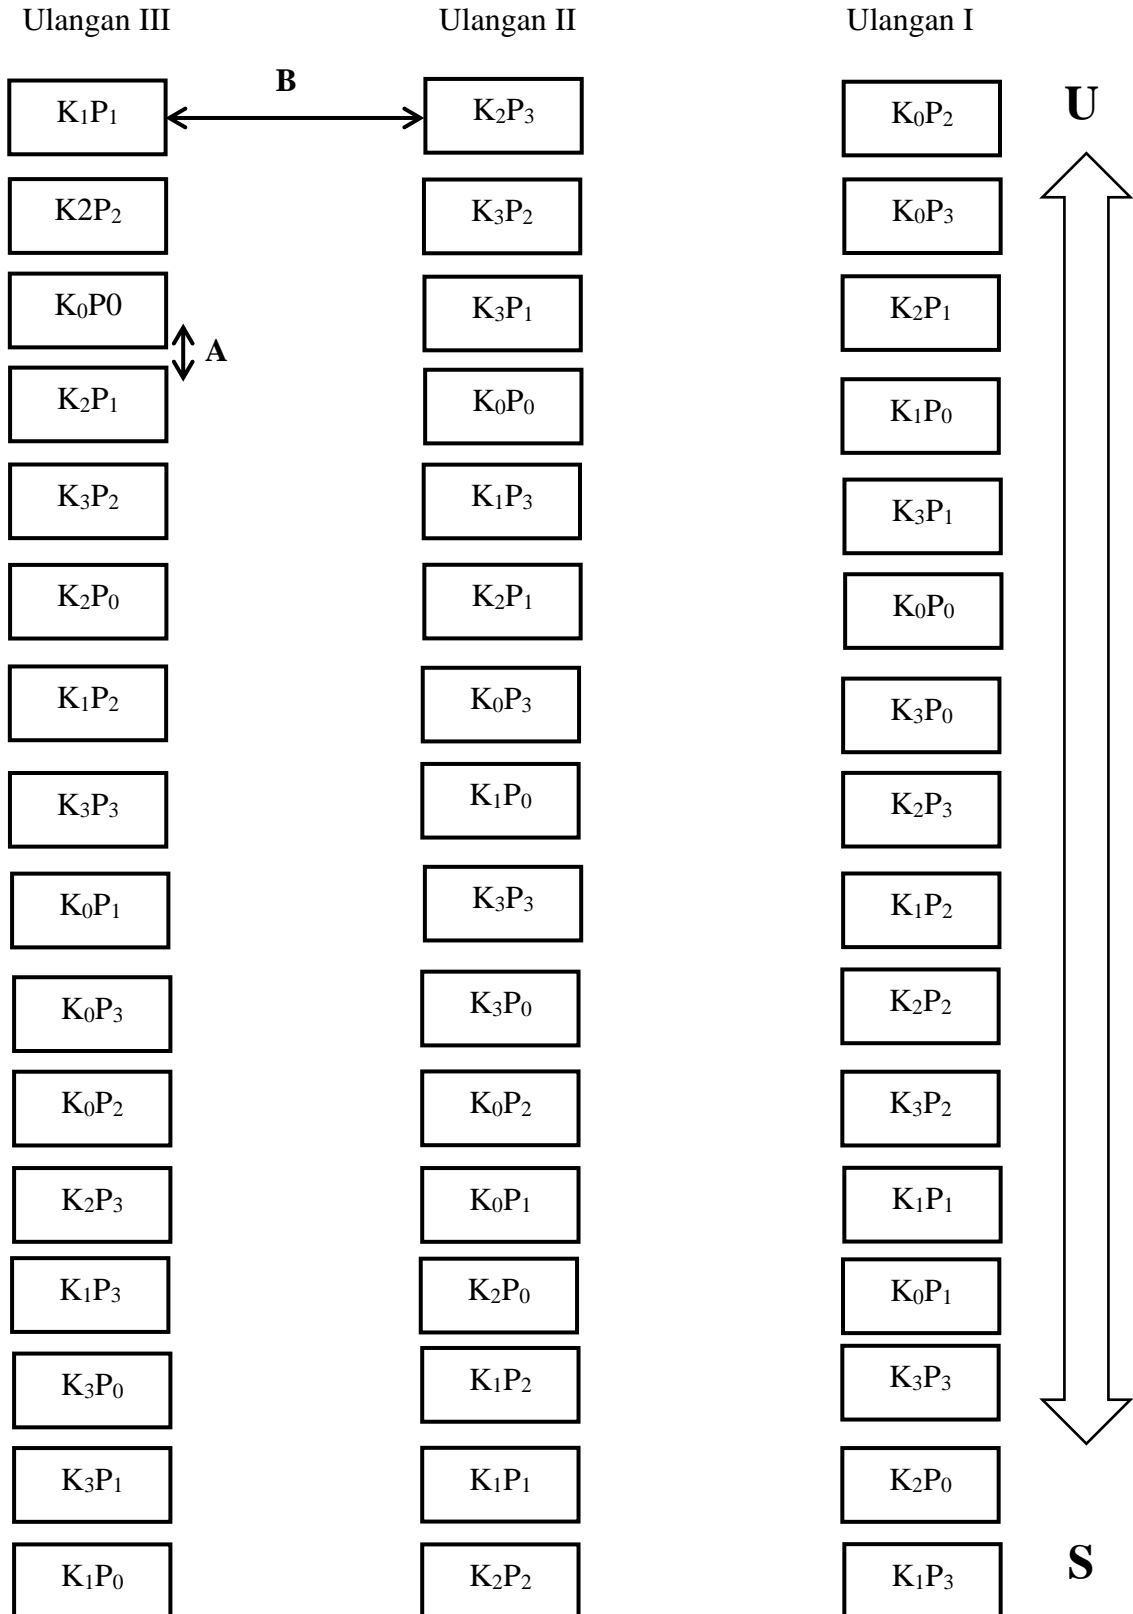 Ulangan III Ulangan II Ulangan I
B U
K₁P₁ K₂P₃ K₀P₂
K2P₂ K₃P₂ K₀P₃
K₀P0 K₃P₁ K₂P₁
A
K₂P₁ K₀P₀ K₁P₀
K₃P₂ K₁P₃ K₃P₁
K₂P₀ K₂P₁ K₀P₀
K₁P₂ K₀P₃ K₃P₀
K₃P₃ K₁P₀ K₂P₃
K₀P₁ K₃P₃ K₁P₂
K₀P₃ K₃P₀ K₂P₂
K₀P₂ K₀P₂ K₃P₂
K₂P₃ K₀P₁ K₁P₁
K₁P₃ K₂P₀ K₀P₁
K₃P₀ K₁P₂ K₃P₃
K₃P₁ K₁P₁ K₂P₀
K₁P₀ K₂P₂ K₁P₃ S